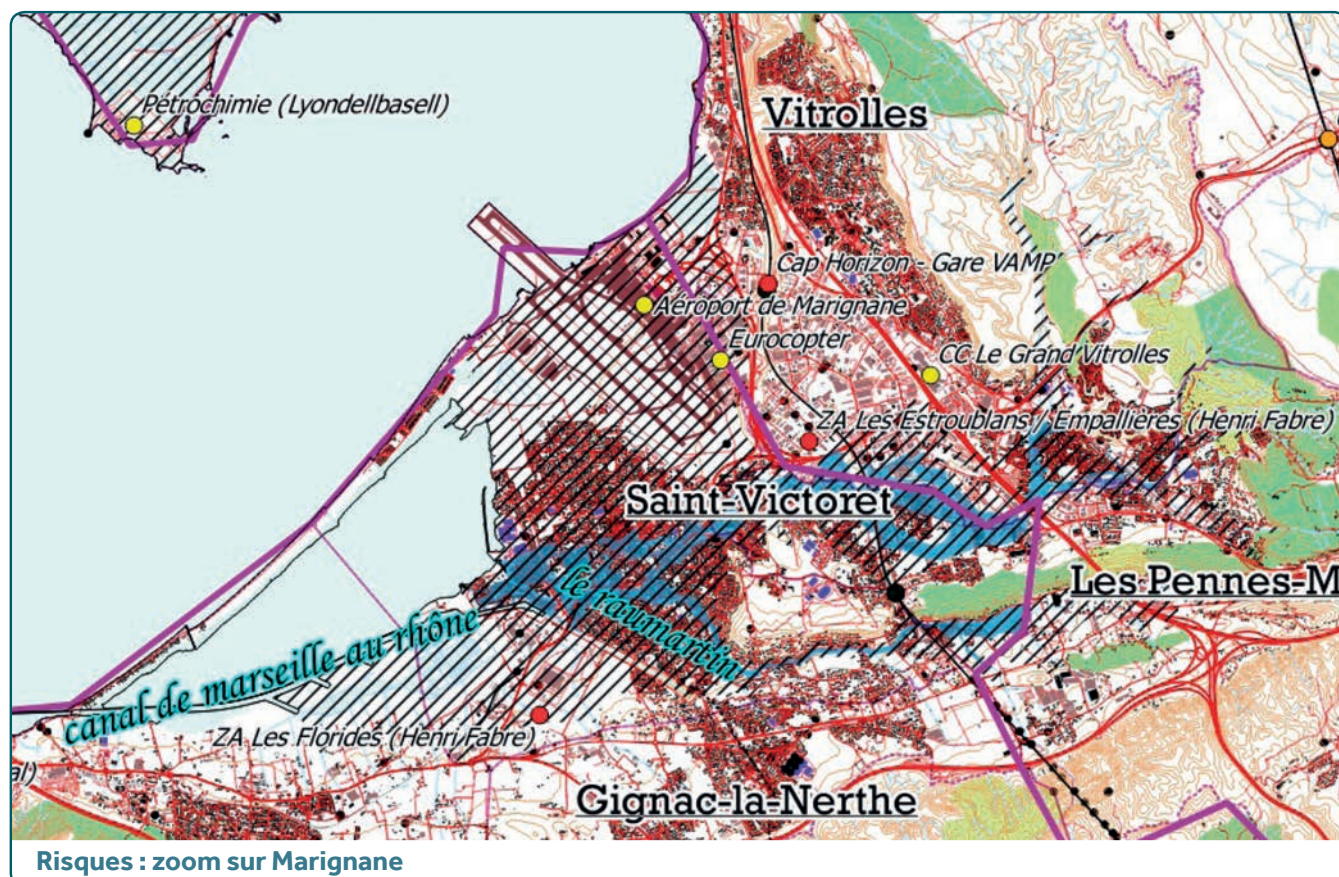 Pétrochimie (Lyondellbasell)
Vitrolles
Cap Horizon - Gare VAMP
Aéroport de Marignane
Eurocopter
CC Le Grand Vitrolles
ZA Les Estroublans / Empallières (Henri Fabre)
Saint-Victoret
le raumartin
Les Pennes-M
canal de marseille au rhône
ZA Les Florides (Henri Fabre)
al)
Gignac-la-Nerthe
Risques : zoom sur Marignane